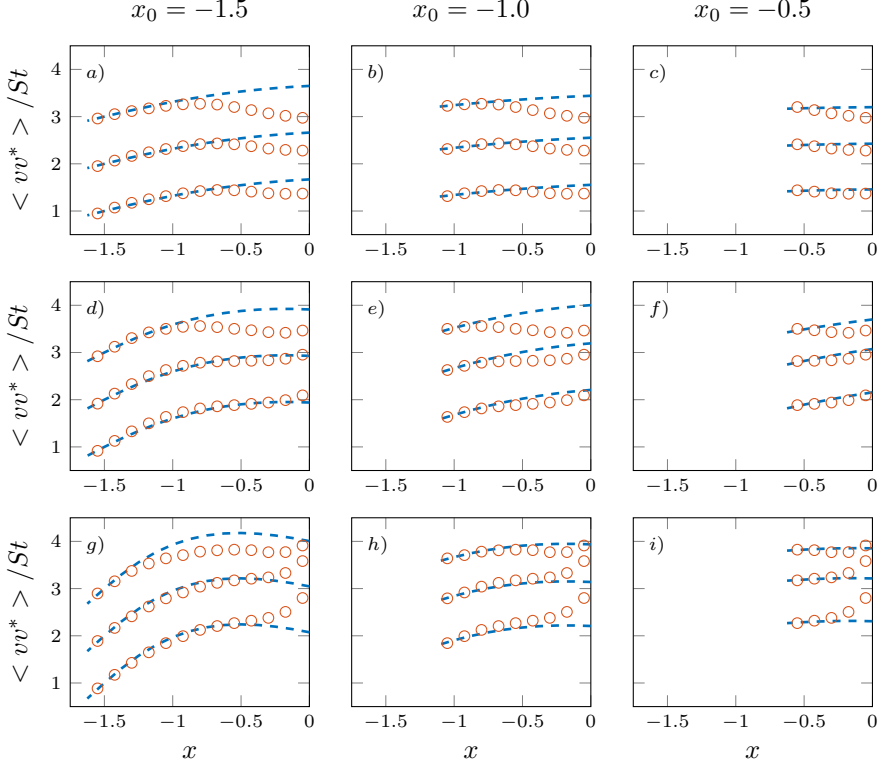 x₀ = −1.5 x₀ = −1.0 x₀ = −0.5
< vv* > /St
4
3
2
1
a) b) c)
−1.5 −1 −0.5 0 −1.5 −1 −0.5 0 −1.5 −1 −0.5 0
< vv* > /St
4
3
2
1
d) e) f)
−1.5 −1 −0.5 0 −1.5 −1 −0.5 0 −1.5 −1 −0.5 0
< vv* > /St
4
3
2
1
g) h) i)
−1.5 −1 −0.5 0 −1.5 −1 −0.5 0 −1.5 −1 −0.5 0
x x x